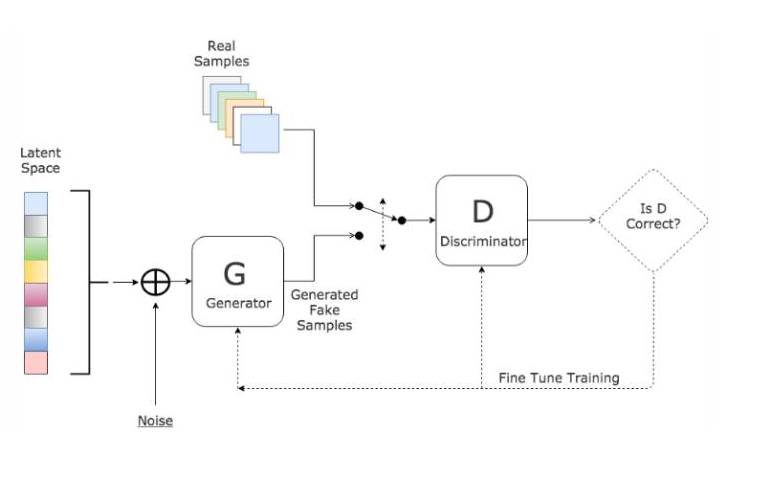 Real
Samples
Latent
Space
Is D
Correct?
D
Discriminator
G
Generator
Generated
Fake
Samples
Fine Tune Training
Noise